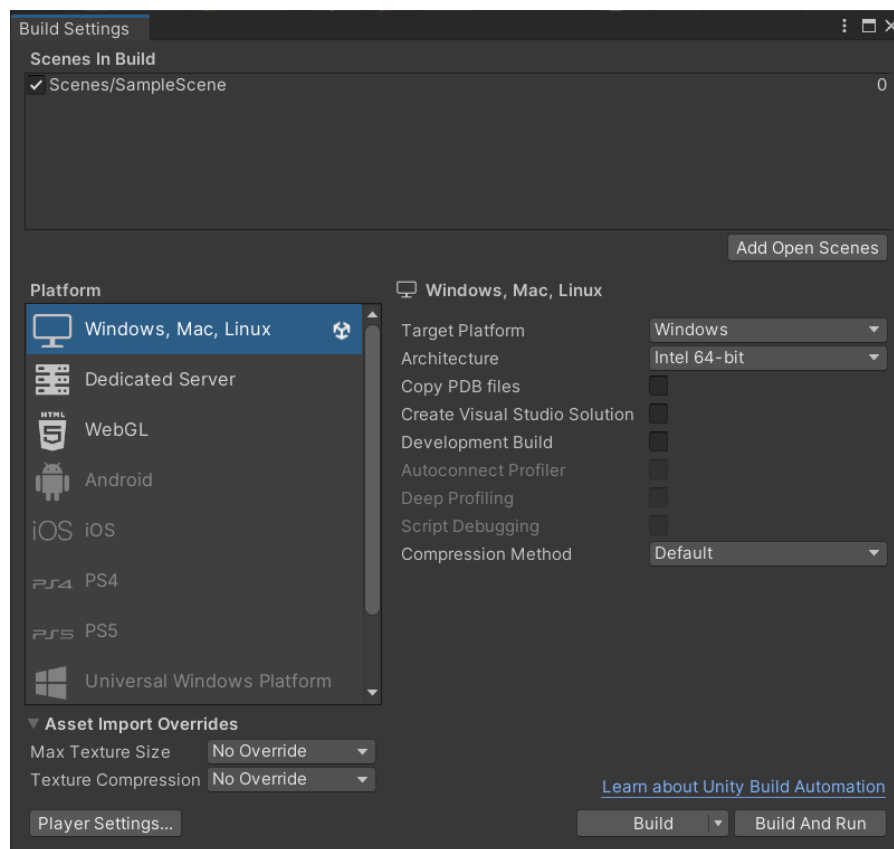 Build Settings
Scenes In Build
Scenes/SampleScene 0
Add Open Scenes
Platform
Windows, Mac, Linux
Dedicated Server
HTML
5
WebGL
Android
iOS iOS
PS4 PS4
PS5 PS5
Universal Windows Platform
Windows, Mac, Linux
Target Platform Windows
Architecture Intel 64-bit
Copy PDB files
Create Visual Studio Solution
Development Build
Autoconnect Profiler
Deep Profiling
Script Debugging
Compression Method Default
Asset Import Overrides
Max Texture Size No Override
Texture Compression No Override
Learn about Unity Build Automation
Player Settings... Build Build And Run